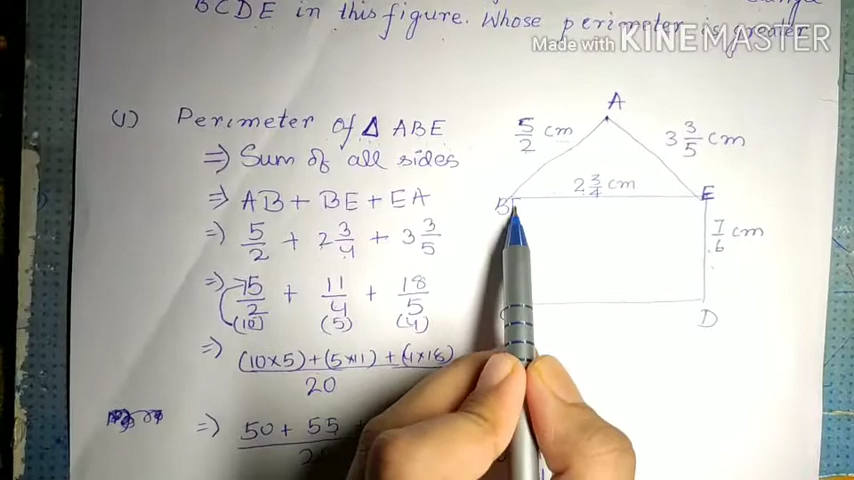 BCDE in this figure. Whose perimeter is greater
Made with KINEMASTER
(1) Perimeter of Δ ABE
⇒ Sum of all sides
⇒ AB + BE + EA
⇒ 5/2 + 2 3/4 + 3 3/5
⇒ 5/2 + 11/4 + 18/5
(10) (5) (4)
⇒ (10×5)+(5×11)+(4×18)
20
⇒ 50 + 55 +
A
5/2 cm
3 3/5 cm
2 3/4 cm
B
E
7/6 cm
D